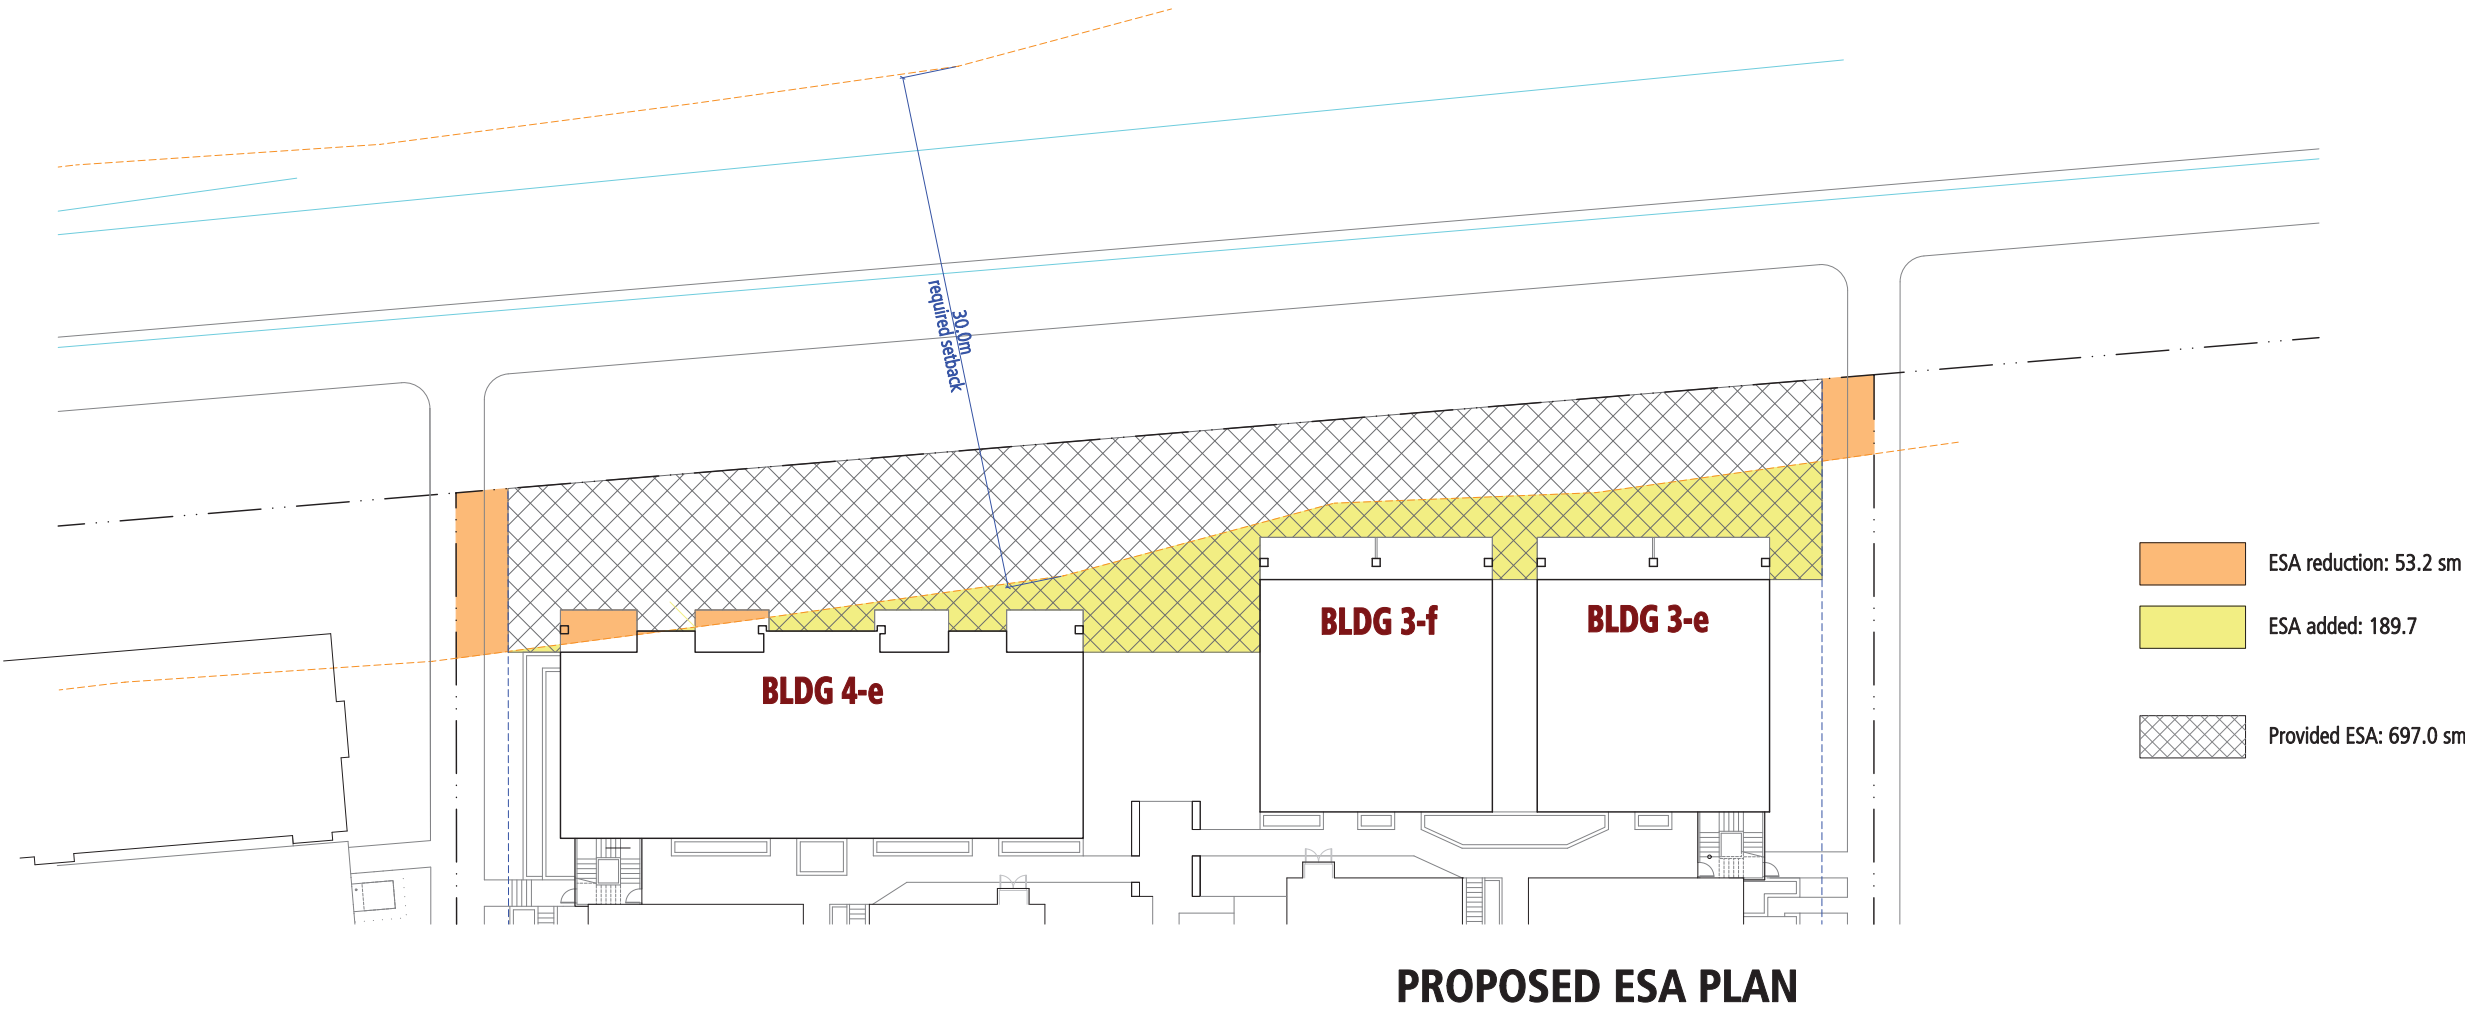 30.0m
required setback
ESA reduction: 53.2 sm
BLDG 3-f
BLDG 3-e
ESA added: 189.7
BLDG 4-e
Provided ESA: 697.0 sm
PROPOSED ESA PLAN